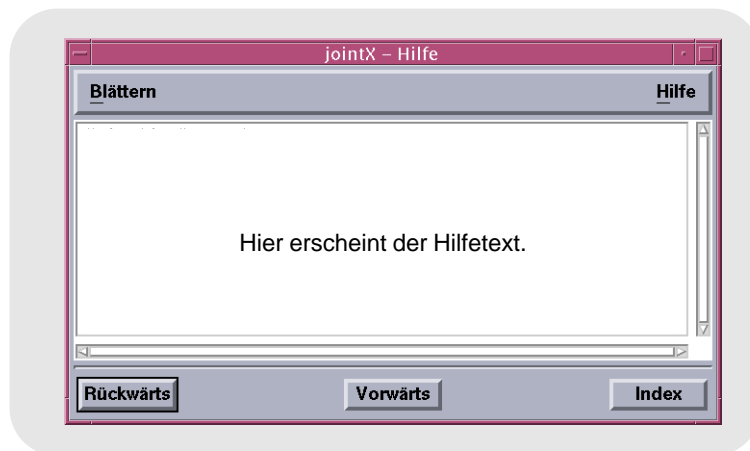 jointX – Hilfe
Blättern Hilfe
Hier erscheint der Hilfetext.
Rückwärts Vorwärts Index